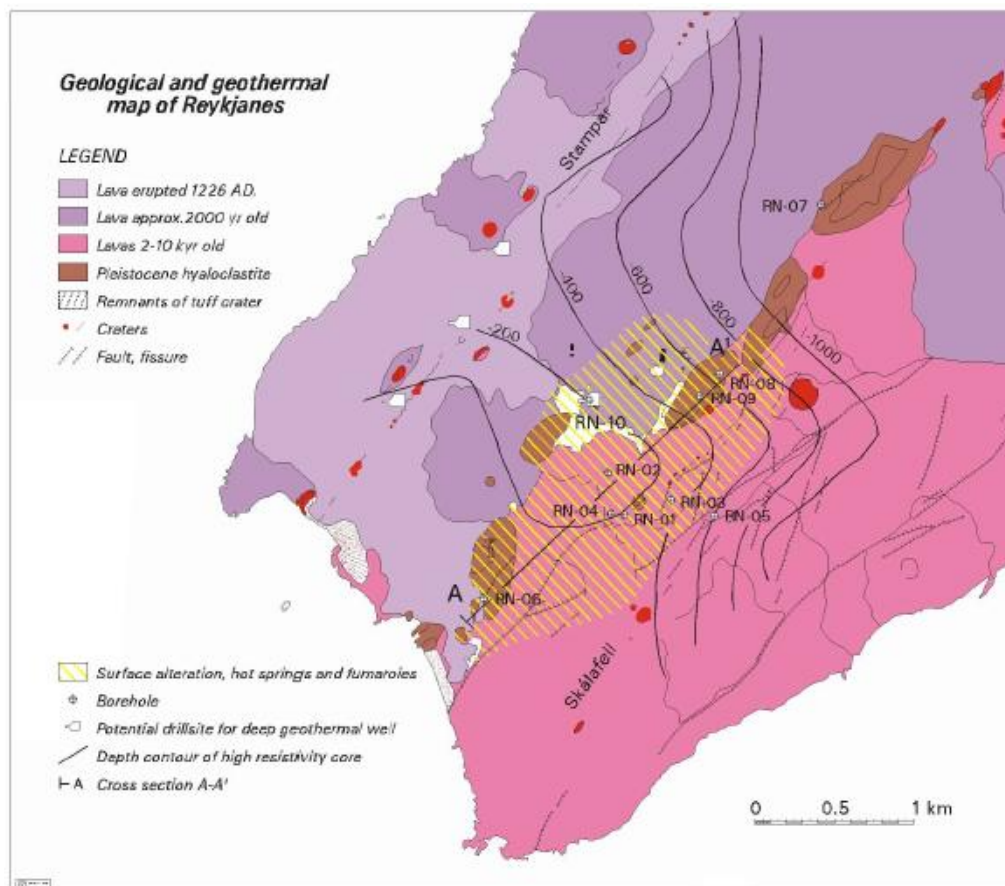 Geological and geothermal
map of Reykjanes
LEGEND
Lava erupted 1226 AD.
Lava approx.2000 yr old
Lavas 2-10 kyr old
Pleistocene hyaloclastite
Remnants of tuff crater
Craters
Fault, fissure
Stampar
RN-07
-400
-600
-800
-1000
-200
A¹
RN-08
RN-09
RN-10
RN-02
RN-04
RN-01
RN-03
RN-05
A
RN-06
Skálafell
Surface alteration, hot springs and fumaroles
Borehole
Potential drillsite for deep geothermal well
Depth contour of high resistivity core
A Cross section A-A'
0 0.5 1 km